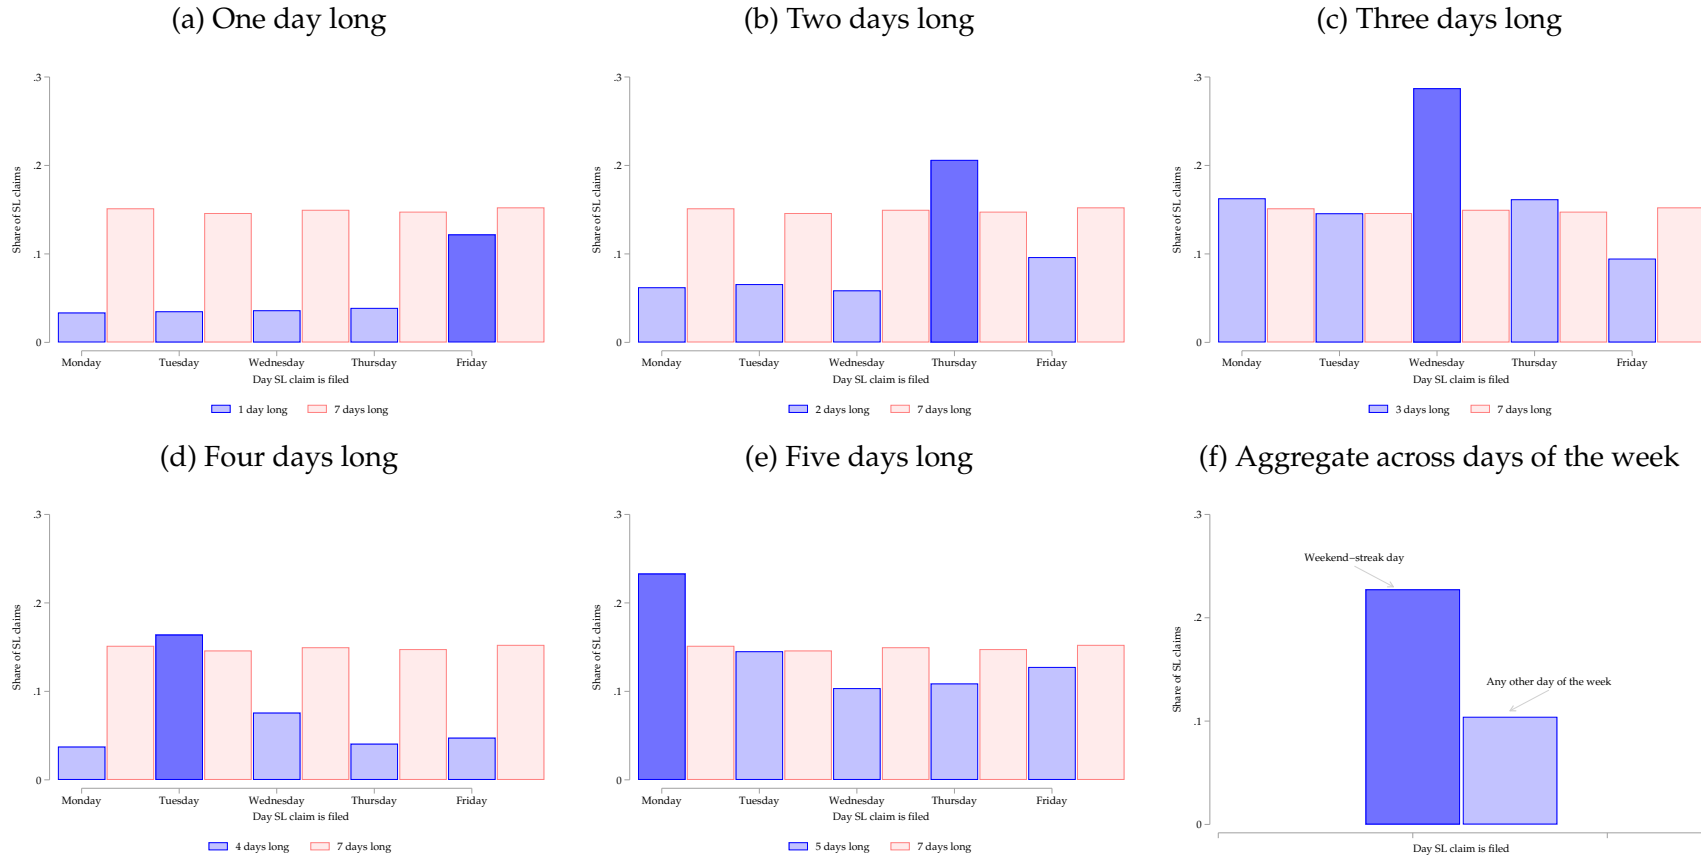 (a) One day long
.3
.2
.1
0
Share of SL claims
Monday Tuesday Wednesday Thursday Friday
Day SL claim is filed
1 day long 7 days long
(b) Two days long
.3
.2
.1
0
Share of SL claims
Monday Tuesday Wednesday Thursday Friday
Day SL claim is filed
2 days long 7 days long
(c) Three days long
.3
.2
.1
0
Share of SL claims
Monday Tuesday Wednesday Thursday Friday
Day SL claim is filed
3 days long 7 days long
(d) Four days long
.3
.2
.1
0
Share of SL claims
Monday Tuesday Wednesday Thursday Friday
Day SL claim is filed
4 days long 7 days long
(e) Five days long
.3
.2
.1
0
Share of SL claims
Monday Tuesday Wednesday Thursday Friday
Day SL claim is filed
5 days long 7 days long
(f) Aggregate across days of the week
.3
.2
.1
0
Share of SL claims
Weekend−streak day
Any other day of the week
Day SL claim is filed